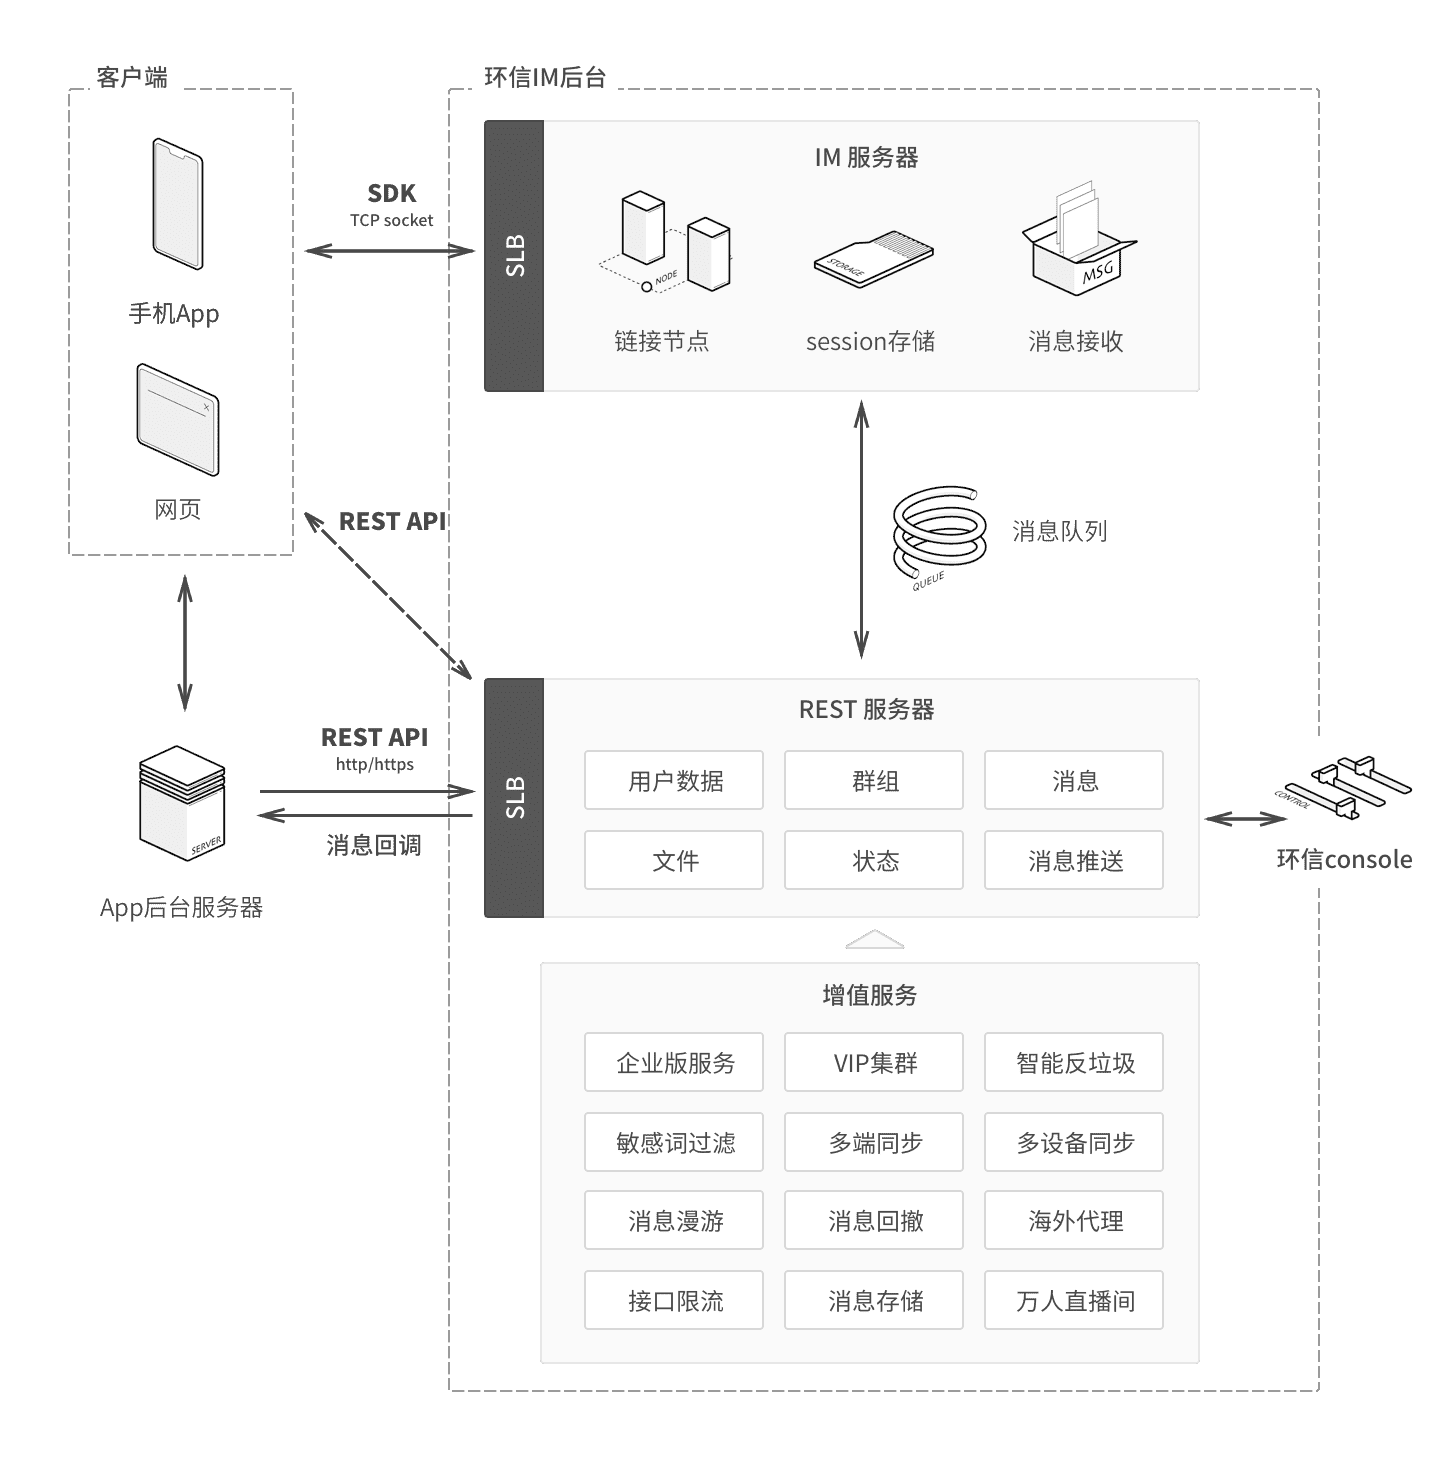 客户端
环信IM后台
手机App
网页
SDK
TCP socket
SLB
IM 服务器
NODE
STORAGE
MSG
链接节点
session存储
消息接收
REST API
QUEUE
消息队列
REST API
http/https
消息回调
SERVER
App后台服务器
SLB
REST 服务器
用户数据
群组
消息
文件
状态
消息推送
CONTROL
环信console
增值服务
企业版服务
VIP集群
智能反垃圾
敏感词过滤
多端同步
多设备同步
消息漫游
消息回撤
海外代理
接口限流
消息存储
万人直播间